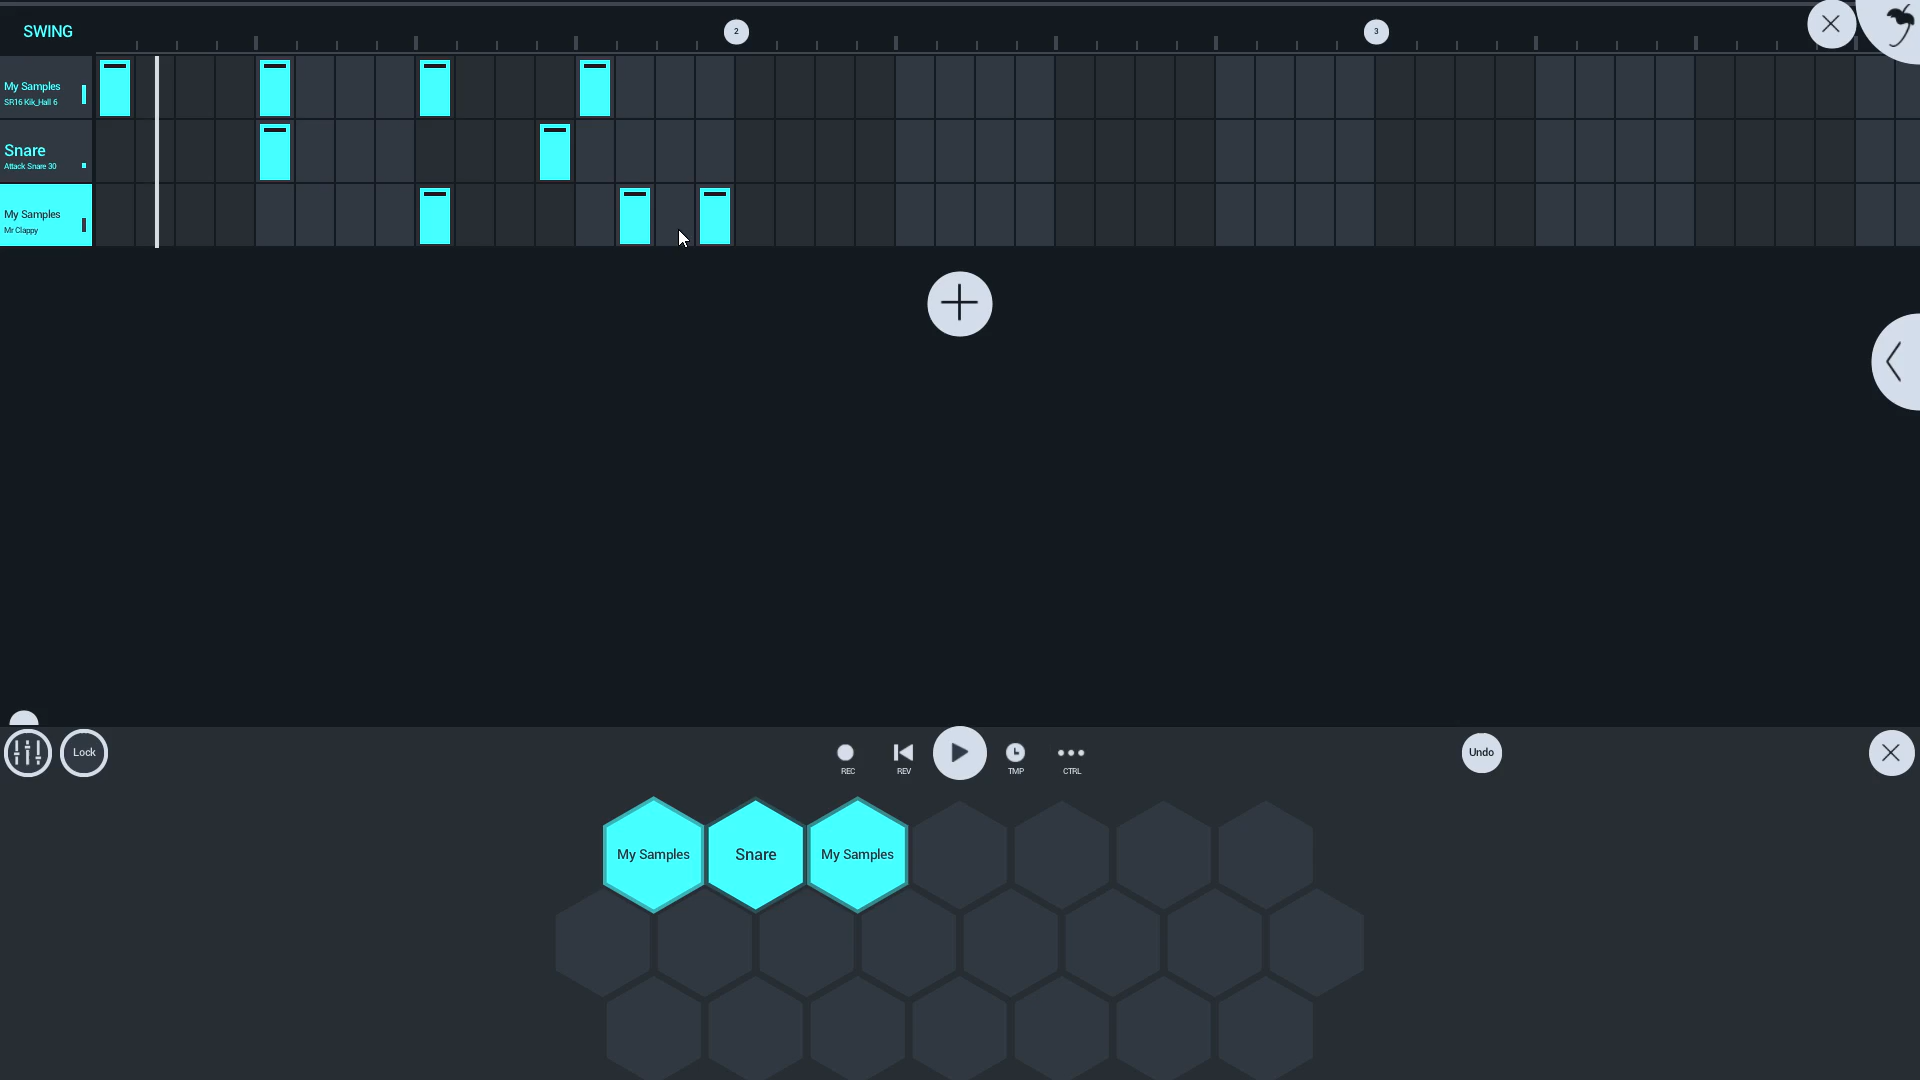 SWING
2
3
My Samples
SR16 Kik_Hall 6
Snare
Attack Snare 30
My Samples
Mr Clappy
Lock
REC
REV
TMP
CTRL
Undo
My Samples
Snare
My Samples